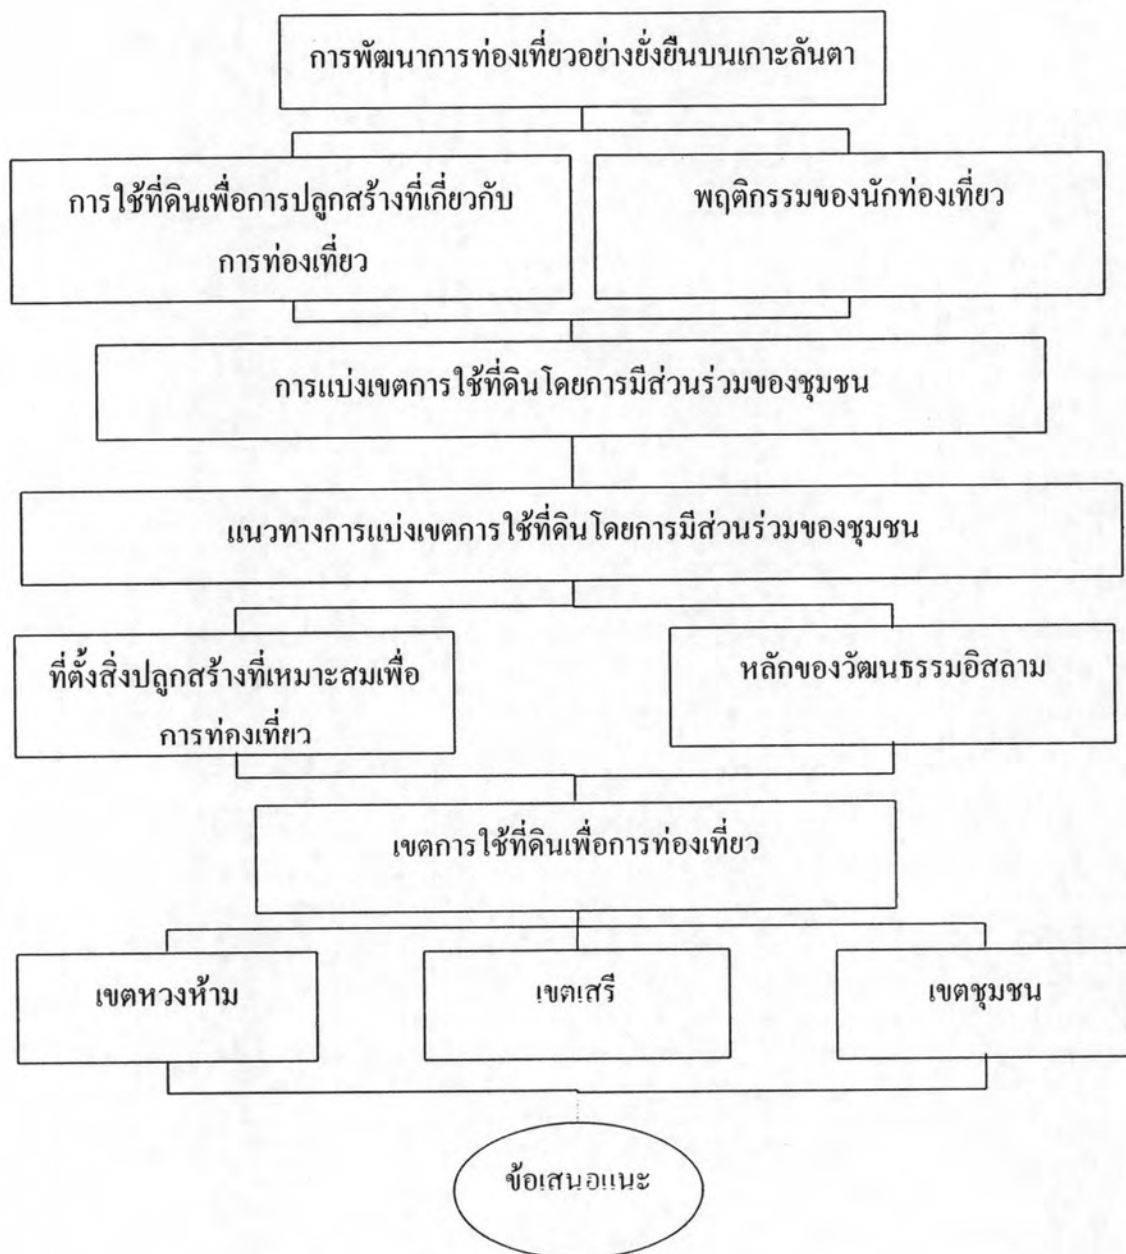 การพัฒนาการท่องเที่ยวอย่างยั่งยืนบนเกาะลันตา
การใช้ที่ดินเพื่อการปลูกสร้างที่เกี่ยวกับ
การท่องเที่ยว
พฤติกรรมของนักท่องเที่ยว
การแบ่งเขตการใช้ที่ดินโดยการมีส่วนร่วมของชุมชน
แนวทางการแบ่งเขตการใช้ที่ดินโดยการมีส่วนร่วมของชุมชน
ที่ตั้งสิ่งปลูกสร้างที่เหมาะสมเพื่อ
การท่องเที่ยว
หลักของวัฒนธรรมอิสลาม
เขตการใช้ที่ดินเพื่อการท่องเที่ยว
เขตหวงห้าม
เขตเสรี
เขตชุมชน
ข้อเสนอแนะ